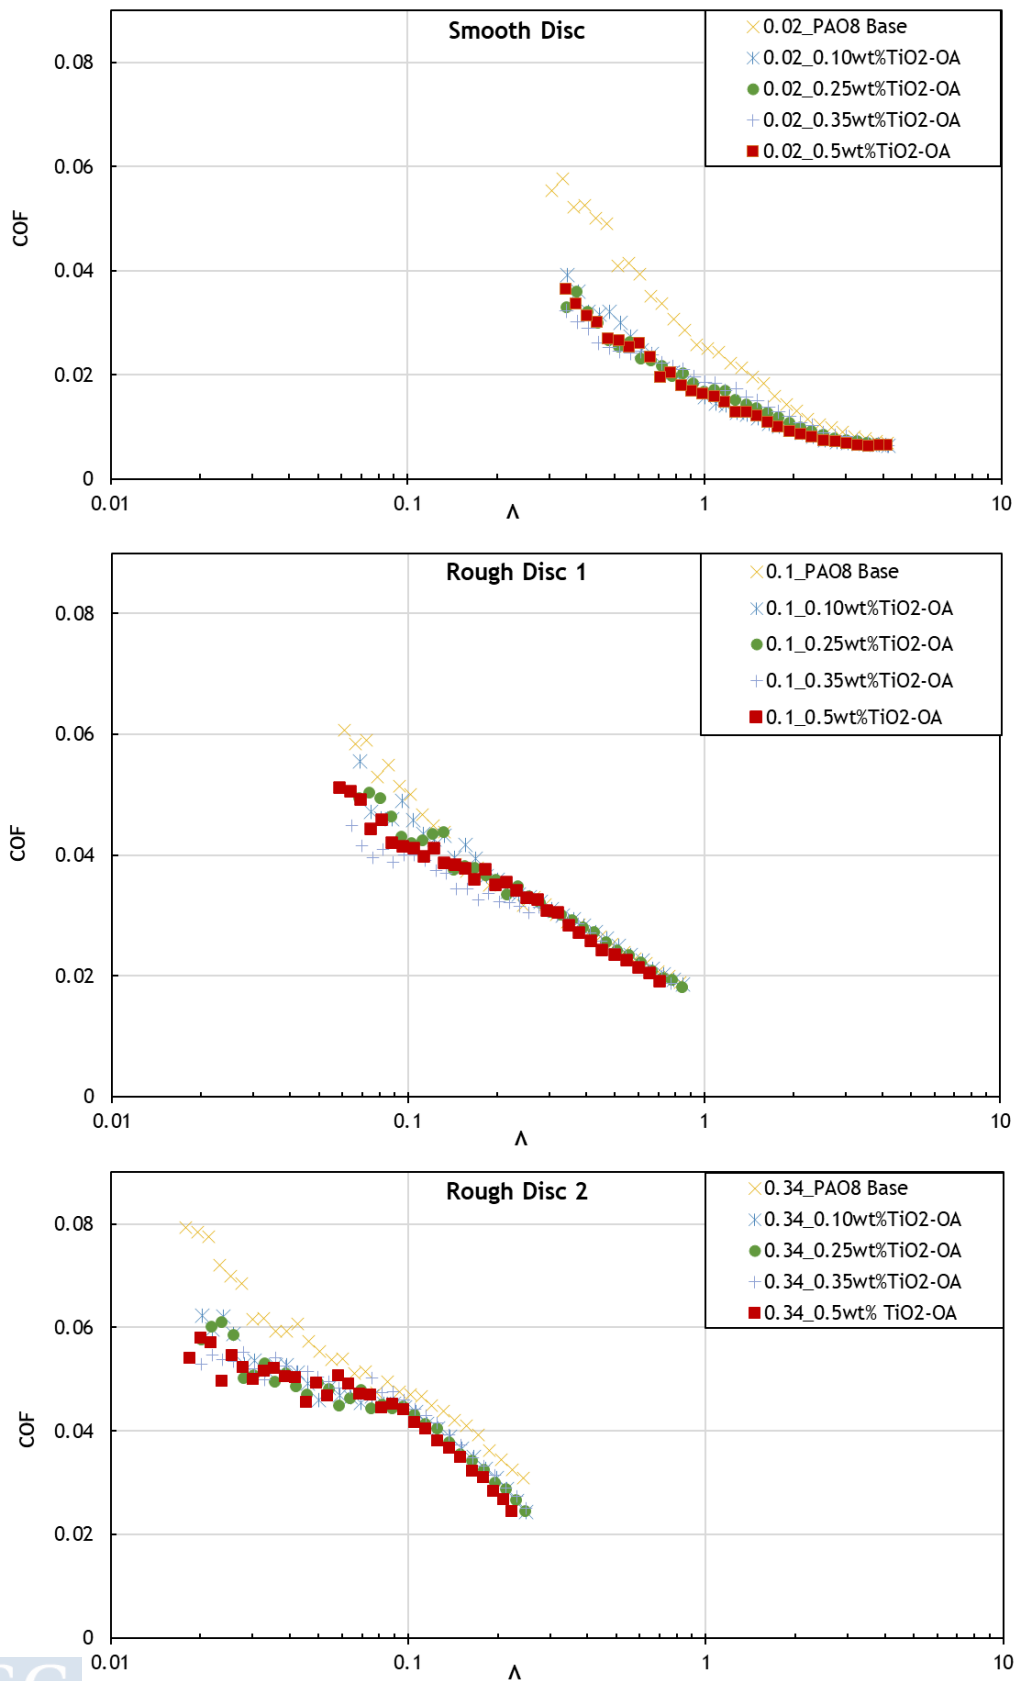 Smooth Disc
0.02_PAO8 Base
0.02_0.10wt%TiO2-OA
0.02_0.25wt%TiO2-OA
0.02_0.35wt%TiO2-OA
0.02_0.5wt%TiO2-OA
0.08
0.06
0.04
0.02
0
COF
0.01 0.1 1 10
Λ
Rough Disc 1
0.1_PAO8 Base
0.1_0.10wt%TiO2-OA
0.1_0.25wt%TiO2-OA
0.1_0.35wt%TiO2-OA
0.1_0.5wt%TiO2-OA
0.08
0.06
0.04
0.02
0
COF
0.01 0.1 1 10
Λ
Rough Disc 2
0.34_PAO8 Base
0.34_0.10wt%TiO2-OA
0.34_0.25wt%TiO2-OA
0.34_0.35wt%TiO2-OA
0.34_0.5wt% TiO2-OA
0.08
0.06
0.04
0.02
0
COF
0.01 0.1 1 10
Λ